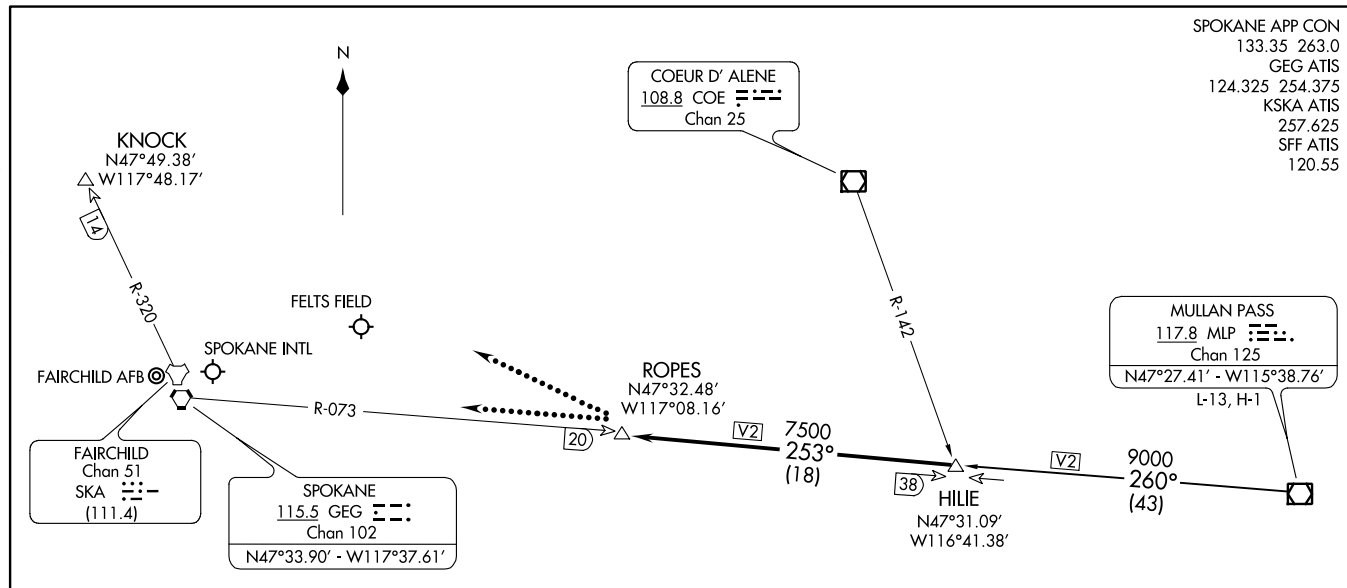 SPOKANE APP CON
133.35 263.0
GEG ATIS
124.325 254.375
KSKA ATIS
257.625
SFF ATIS
120.55
N
COEUR D' ALENE
108.8 COE
Chan 25
KNOCK
N47°49.38'
W117°48.17'
14
R-320
FELTS FIELD
SPOKANE INTL
FAIRCHILD AFB
R-142
MULLAN PASS
117.8 MLP
Chan 125
N47°27.41' - W115°38.76'
L-13, H-1
ROPES
N47°32.48'
W117°08.16'
R-073
20
V2
7500
253°
(18)
38
HILIE
N47°31.09'
W116°41.38'
V2
9000
260°
(43)
FAIRCHILD
Chan 51
SKA
(111.4)
SPOKANE
115.5 GEG
Chan 102
N47°33.90' - W117°37.61'